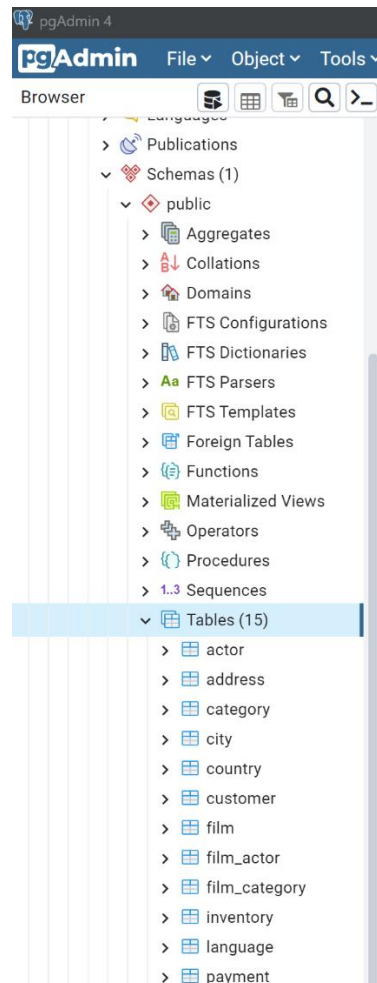 pgAdmin 4
pgAdmin File Object Tools
Browser
Languages
Publications
Schemas (1)
public
Aggregates
Collations
Domains
FTS Configurations
FTS Dictionaries
Aa FTS Parsers
FTS Templates
Foreign Tables
Functions
Materialized Views
Operators
Procedures
1..3 Sequences
Tables (15)
actor
address
category
city
country
customer
film
film_actor
film_category
inventory
language
payment